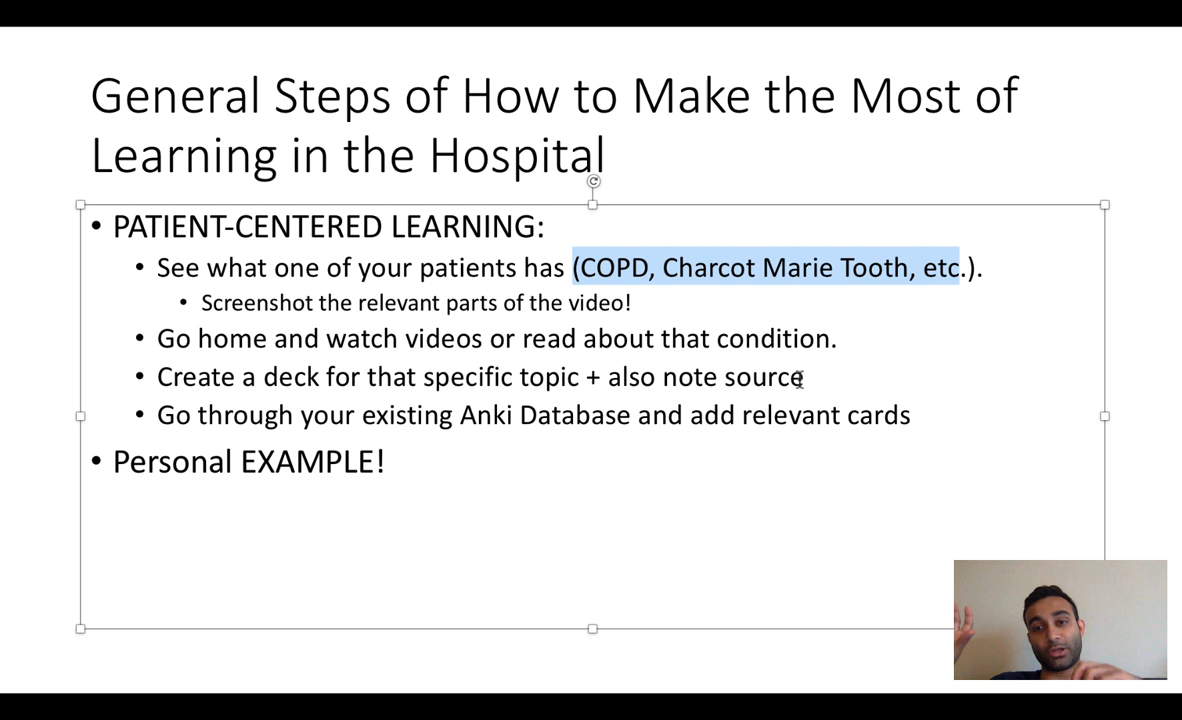 General Steps of How to Make the Most of
Learning in the Hospital
• PATIENT-CENTERED LEARNING:
• See what one of your patients has (COPD, Charcot Marie Tooth, etc.).
• Screenshot the relevant parts of the video!
• Go home and watch videos or read about that condition.
• Create a deck for that specific topic + also note source
• Go through your existing Anki Database and add relevant cards
• Personal EXAMPLE!